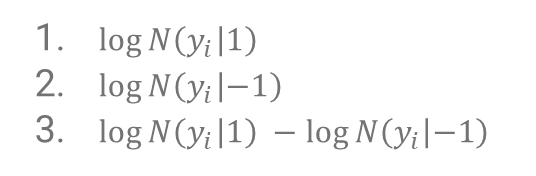 1. log N(yᵢ|1)
2. log N(yᵢ|−1)
3. log N(yᵢ|1) − log N(yᵢ|−1)